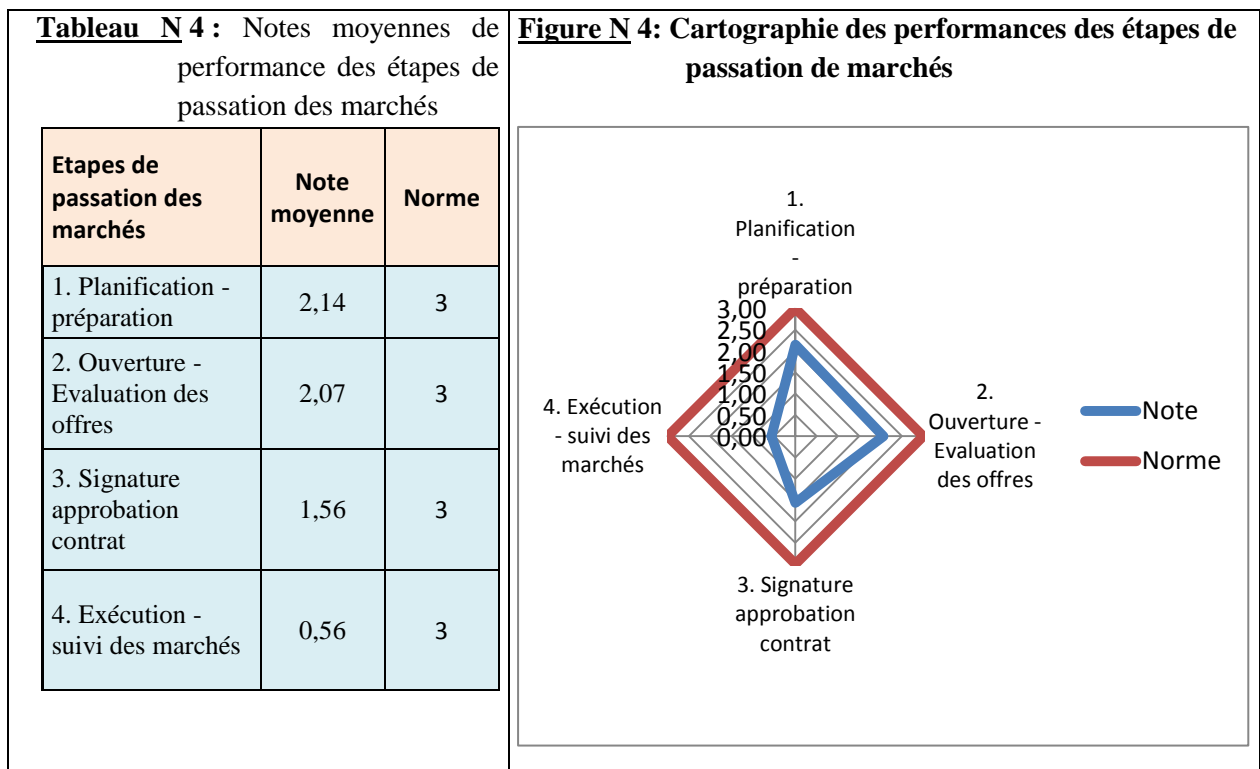 Tableau N 4 : Notes moyennes de
performance des étapes de
passation des marchés
Etapes de
passation des
marchés
Note
moyenne
Norme
1. Planification -
préparation
2,14
3
2. Ouverture -
Evaluation des
offres
2,07
3
3. Signature
approbation
contrat
1,56
3
4. Exécution -
suivi des marchés
0,56
3
Figure N 4: Cartographie des performances des étapes de
passation de marchés
1.
Planification
-
préparation
3,00
2,50
2,00
1,50
1,00
0,50
0,00
2.
Ouverture -
Evaluation
des offres
3. Signature
approbation
contrat
4. Exécution
- suivi des
marchés
Note
Norme